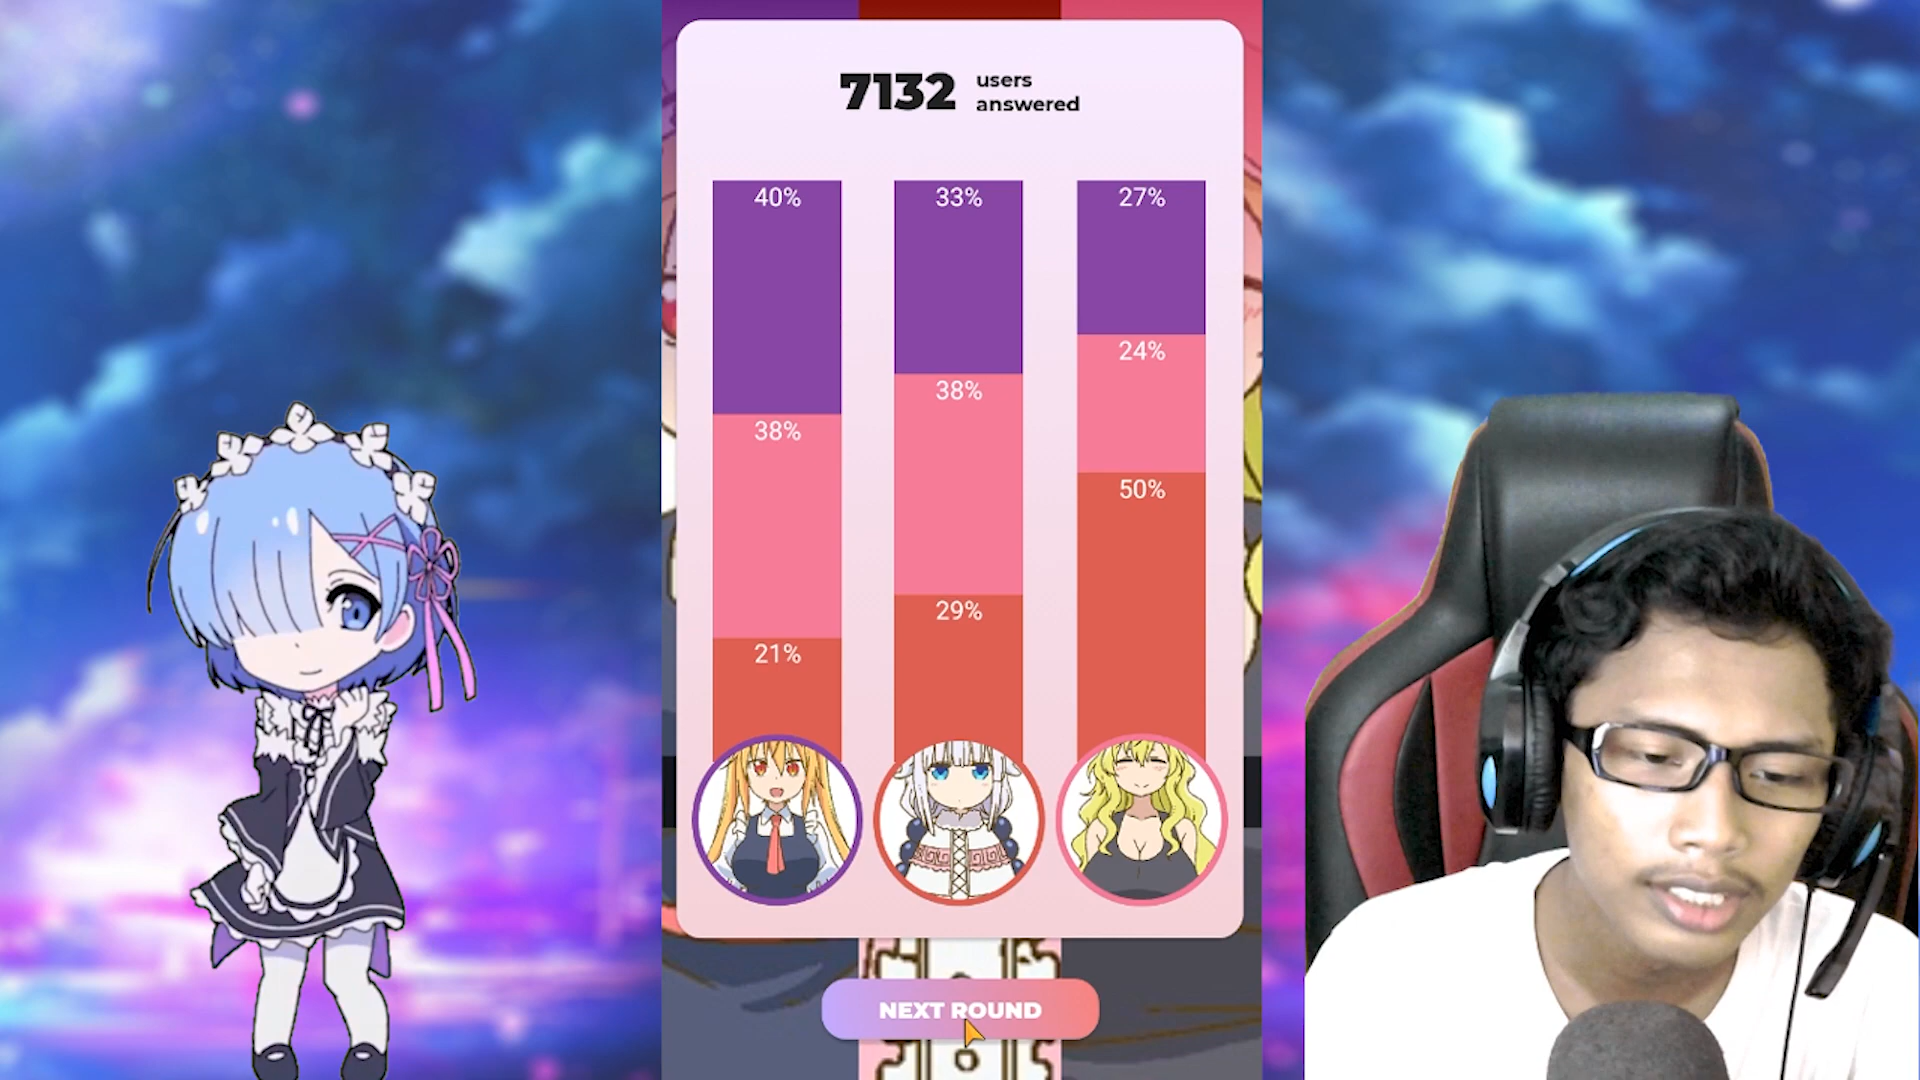 7132 users
answered
40% 33% 27%
38% 38% 24%
21% 29% 50%
NEXT ROUND